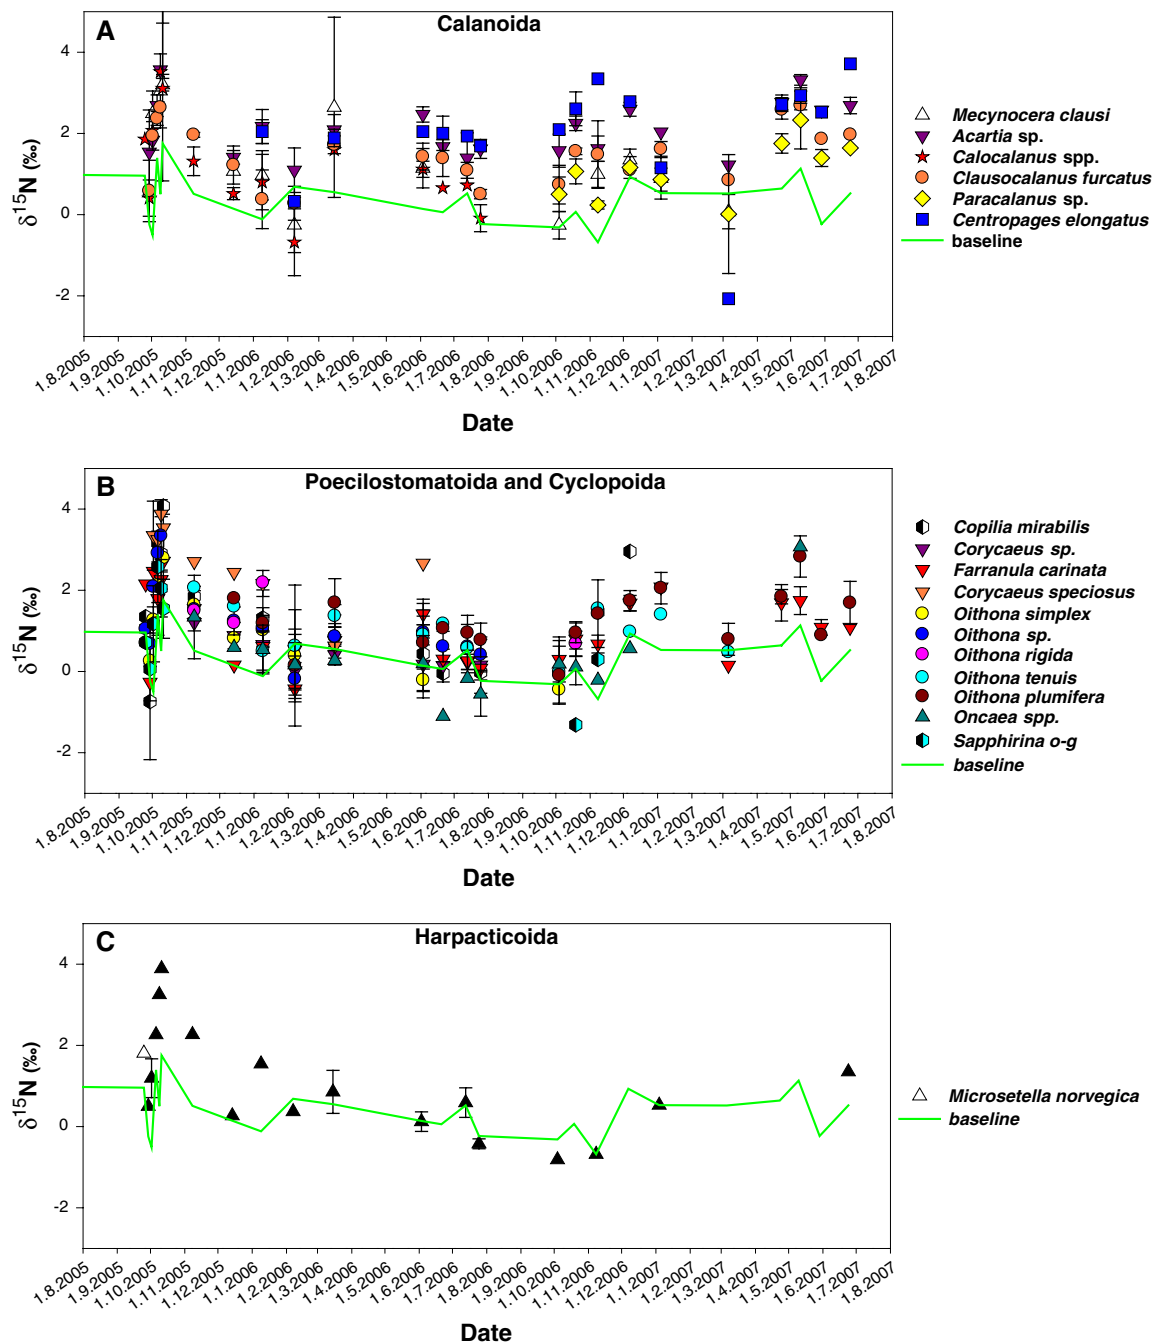 A
Calanoida
4
2
0
-2
δ15N (‰)
1.8.2005
1.9.2005
1.10.2005
1.11.2005
1.12.2005
1.1.2006
1.2.2006
1.3.2006
1.4.2006
1.5.2006
1.6.2006
1.7.2006
1.8.2006
1.9.2006
1.10.2006
1.11.2006
1.12.2006
1.1.2007
1.2.2007
1.3.2007
1.4.2007
1.5.2007
1.6.2007
1.7.2007
1.8.2007
Date
Mecynocera clausi
Acartia sp.
Calocalanus spp.
Clausocalanus furcatus
Paracalanus sp.
Centropages elongatus
baseline
B
Poecilostomatoida and Cyclopoida
4
2
0
-2
δ15N (‰)
1.8.2005
1.9.2005
1.10.2005
1.11.2005
1.12.2005
1.1.2006
1.2.2006
1.3.2006
1.4.2006
1.5.2006
1.6.2006
1.7.2006
1.8.2006
1.9.2006
1.10.2006
1.11.2006
1.12.2006
1.1.2007
1.2.2007
1.3.2007
1.4.2007
1.5.2007
1.6.2007
1.7.2007
1.8.2007
Date
Copilia mirabilis
Corycaeus sp.
Farranula carinata
Corycaeus speciosus
Oithona simplex
Oithona sp.
Oithona rigida
Oithona tenuis
Oithona plumifera
Oncaea spp.
Sapphirina o-g
baseline
C
Harpacticoida
4
2
0
-2
δ15N (‰)
1.8.2005
1.9.2005
1.10.2005
1.11.2005
1.12.2005
1.1.2006
1.2.2006
1.3.2006
1.4.2006
1.5.2006
1.6.2006
1.7.2006
1.8.2006
1.9.2006
1.10.2006
1.11.2006
1.12.2006
1.1.2007
1.2.2007
1.3.2007
1.4.2007
1.5.2007
1.6.2007
1.7.2007
1.8.2007
Date
Microsetella norvegica
baseline